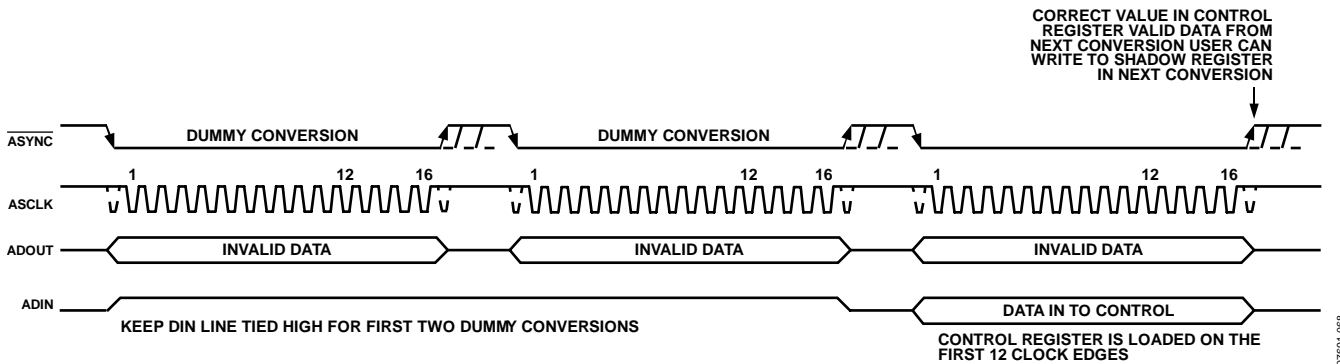 CORRECT VALUE IN CONTROL
REGISTER VALID DATA FROM
NEXT CONVERSION USER CAN
WRITE TO SHADOW REGISTER
IN NEXT CONVERSION
ASYNC
DUMMY CONVERSION
DUMMY CONVERSION
ASCLK
1 12 16
1 12 16
1 12 16
ADOUT
INVALID DATA
INVALID DATA
INVALID DATA
ADIN
DATA IN TO CONTROL
KEEP DIN LINE TIED HIGH FOR FIRST TWO DUMMY CONVERSIONS
CONTROL REGISTER IS LOADED ON THE
FIRST 12 CLOCK EDGES